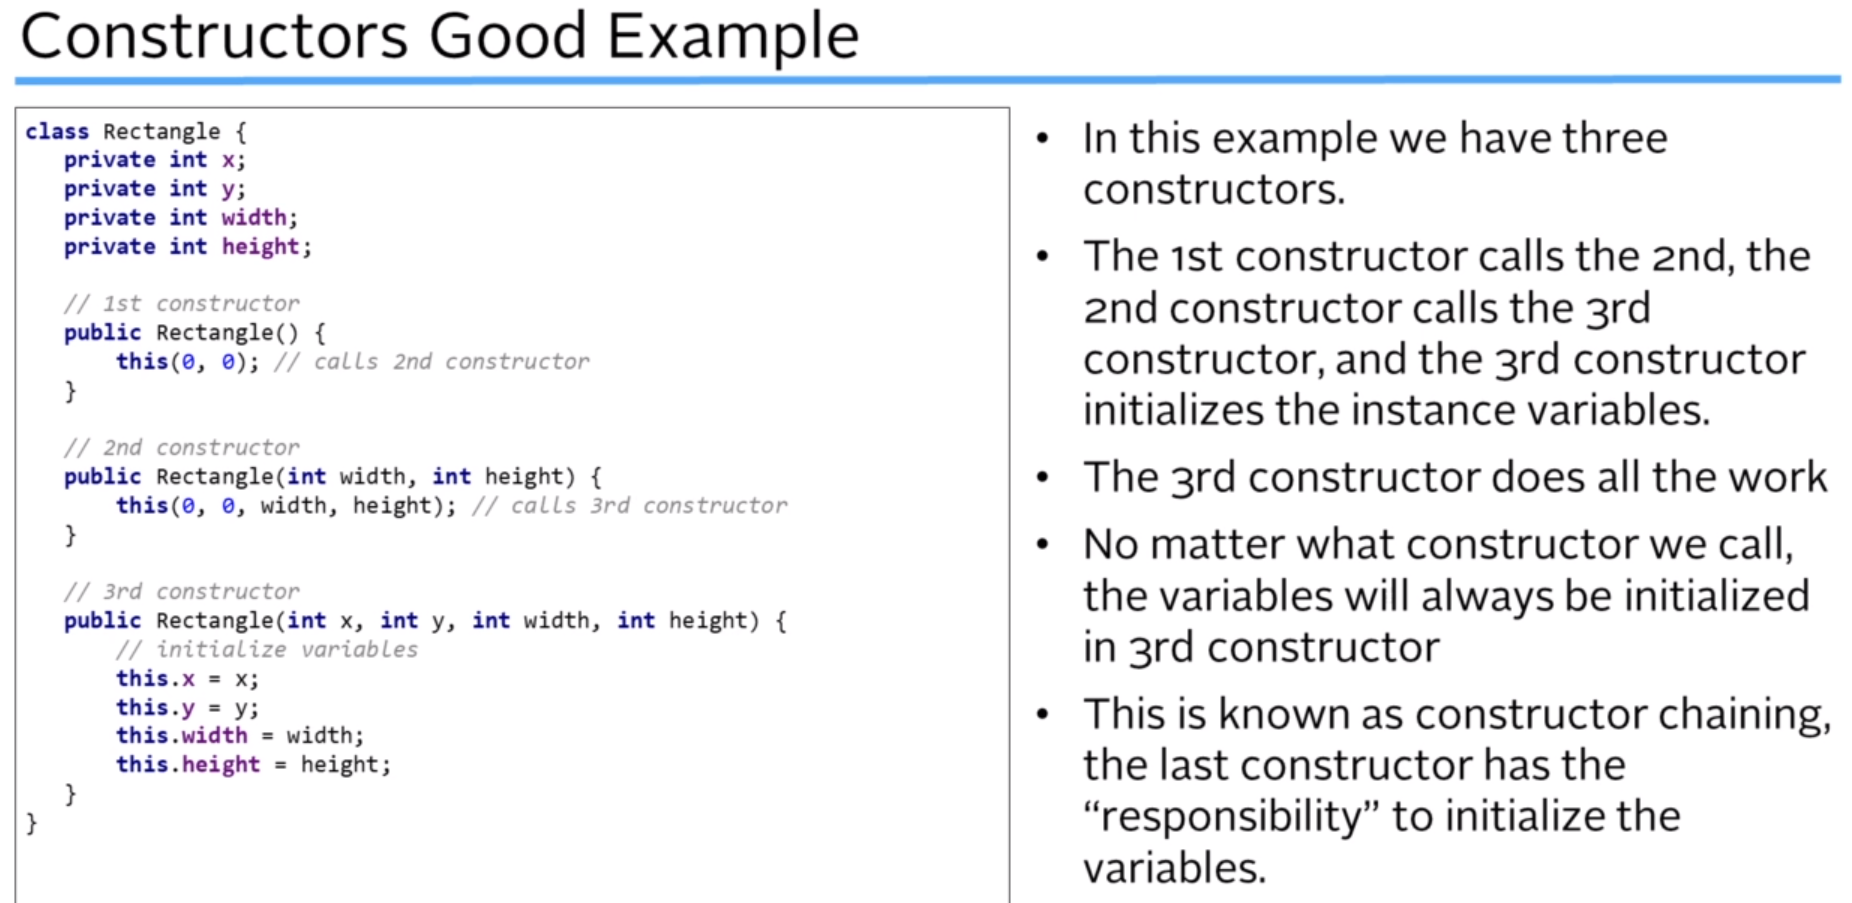 Constructors Good Example
class Rectangle {
private int x;
private int y;
private int width;
private int height;
// 1st constructor
public Rectangle() {
this(0, 0); // calls 2nd constructor
}
// 2nd constructor
public Rectangle(int width, int height) {
this(0, 0, width, height); // calls 3rd constructor
}
// 3rd constructor
public Rectangle(int x, int y, int width, int height) {
// initialize variables
this.x = x;
this.y = y;
this.width = width;
this.height = height;
}
}
• In this example we have three
constructors.
• The 1st constructor calls the 2nd, the
2nd constructor calls the 3rd
constructor, and the 3rd constructor
initializes the instance variables.
• The 3rd constructor does all the work
• No matter what constructor we call,
the variables will always be initialized
in 3rd constructor
• This is known as constructor chaining,
the last constructor has the
“responsibility” to initialize the
variables.